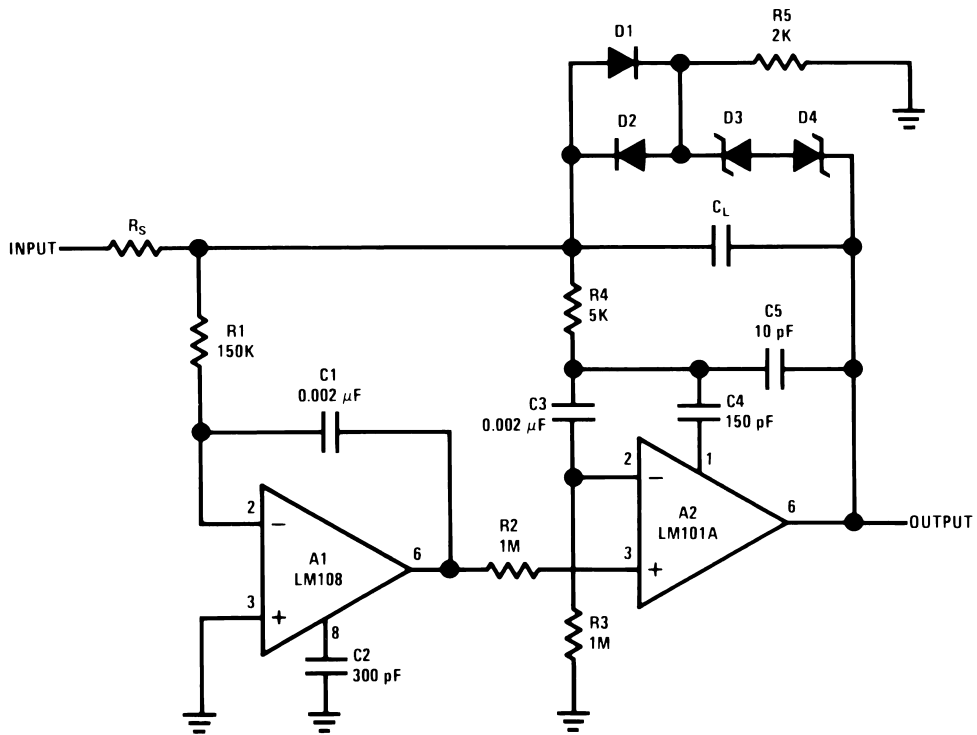 R5
2K
D1
D2
D3
D4
INPUT
RS
CL
R1
150K
R4
5K
C5
10 pF
C1
0.002 μF
C3
0.002 μF
C4
150 pF
2
−
A1
LM108
3
+
8
6
C2
300 pF
R2
1M
2
−
1
A2
LM101A
3
+
6
OUTPUT
R3
1M